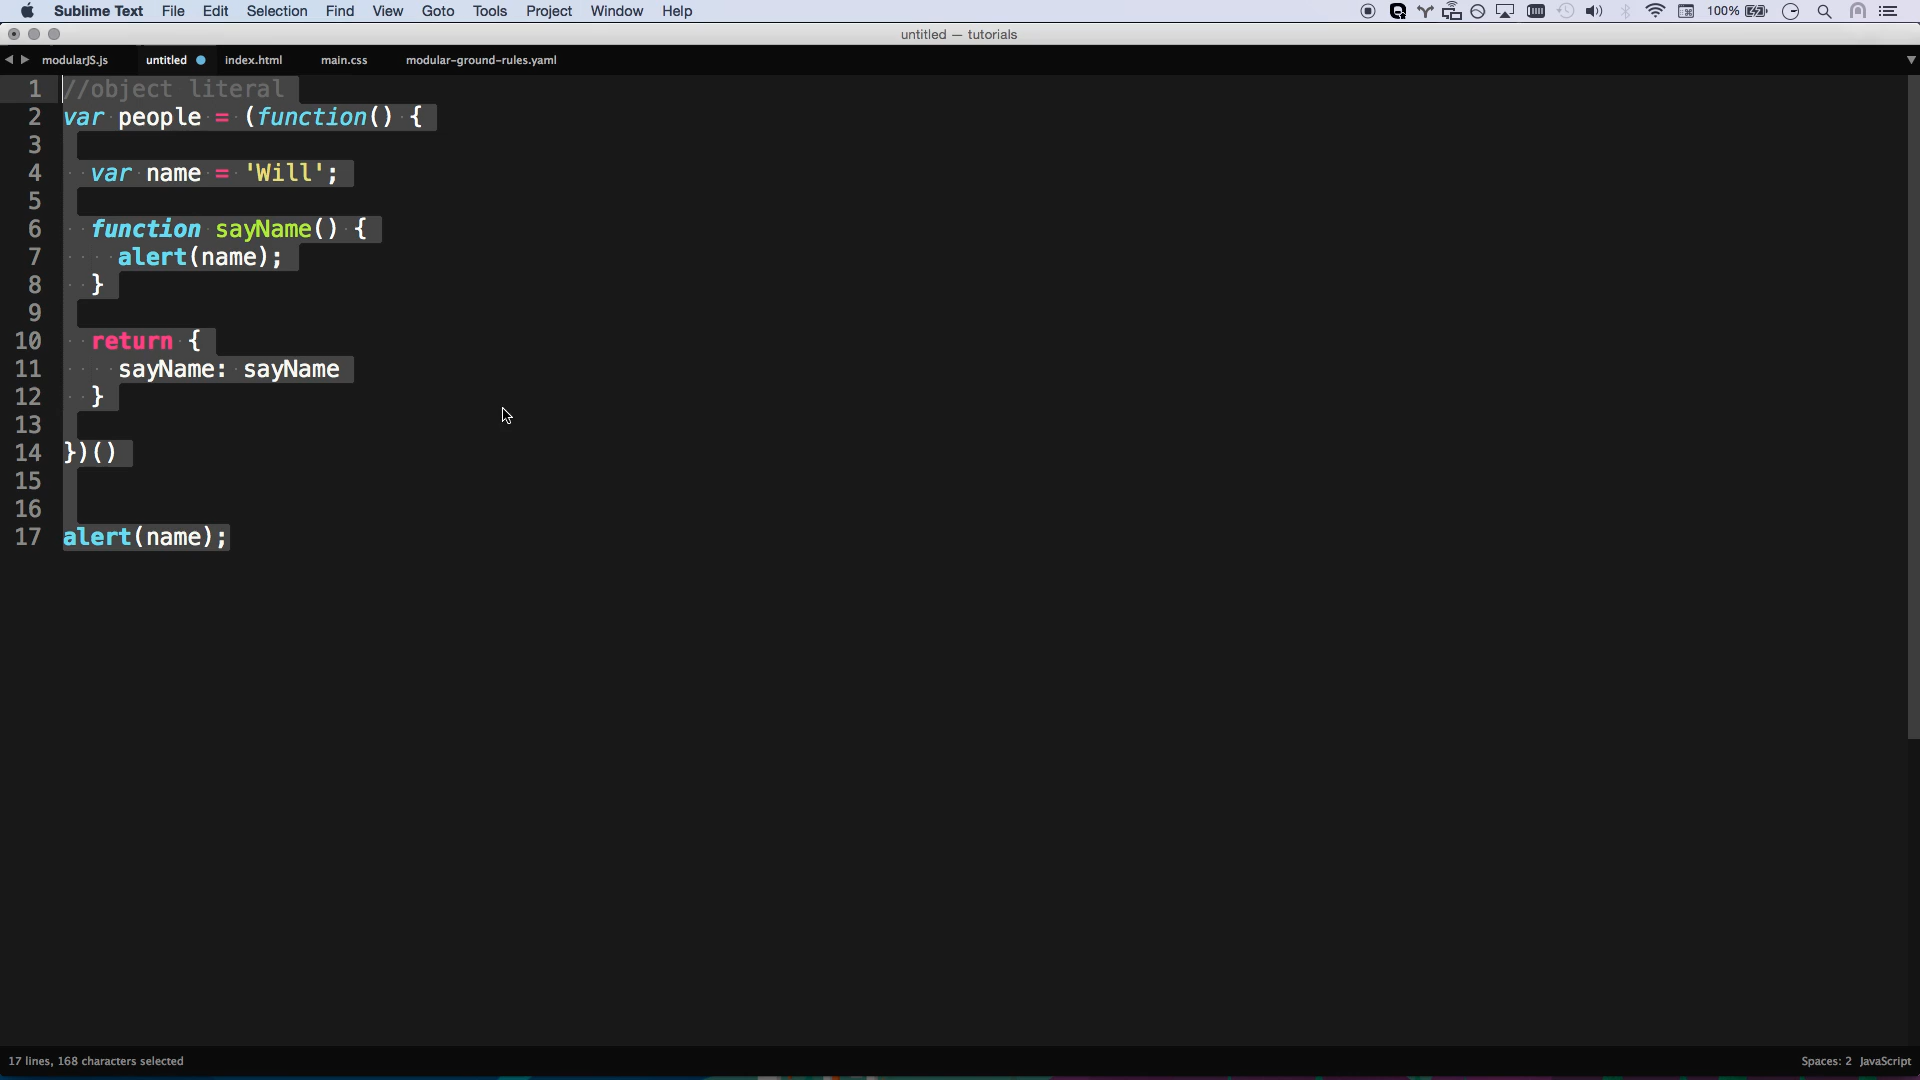 Sublime Text File Edit Selection Find View Goto Tools Project Window Help 100%
untitled — tutorials
modularJS.js untitled index.html main.css modular-ground-rules.yaml
1 //object literal
2 var people = (function() {
3
4 var name = 'Will';
5
6 function sayName() {
7 alert(name);
8 }
9
10 return {
11 sayName: sayName
12 }
13
14 })()
15
16
17 alert(name);
17 lines, 168 characters selected Spaces: 2 JavaScript